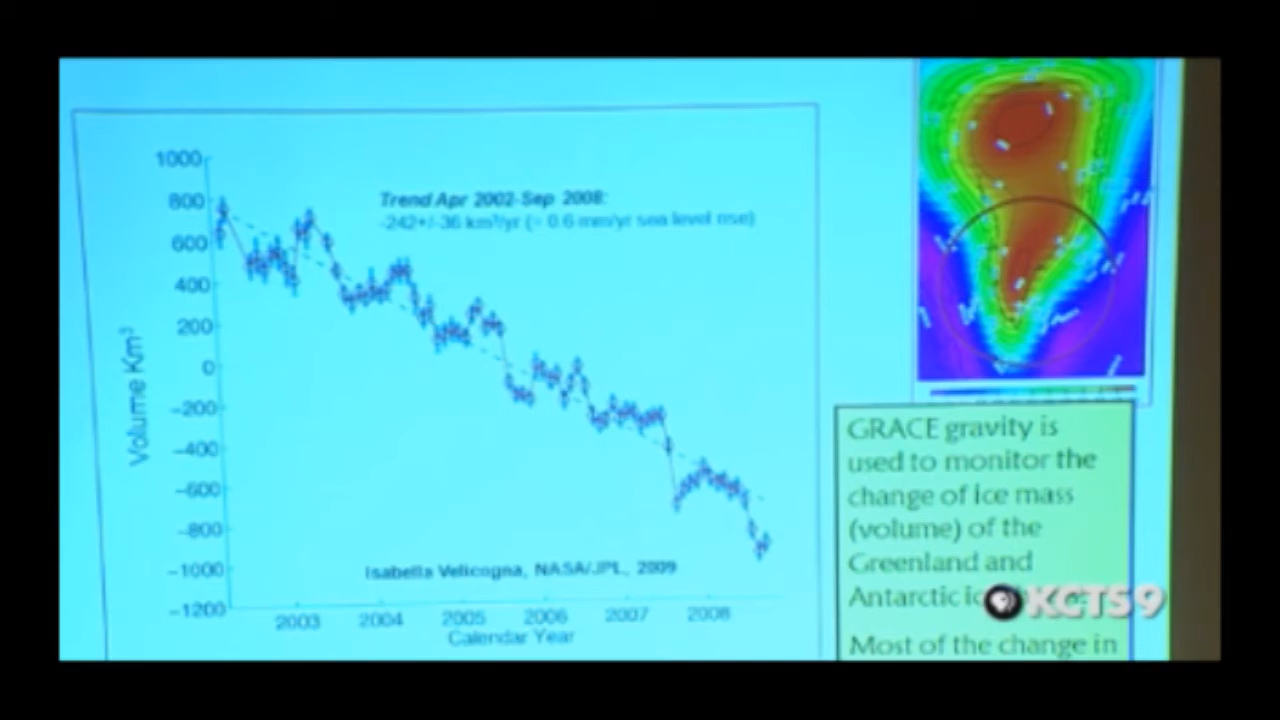 1000
800
600
400
200
0
−200
−400
−600
−800
−1000
−1200
Volume Km³
Trend Apr 2002-Sep 2008:
-242+/-36 km³/yr (= 0.6 mm/yr sea level rise)
Isabella Velicogna, NASA/JPL, 2009
2003 2004 2005 2006 2007 2008
Calendar Year
GRACE gravity is
used to monitor the
change of ice mass
(volume) of the
Greenland and
Antarctic
KCTS9
Most of the change in